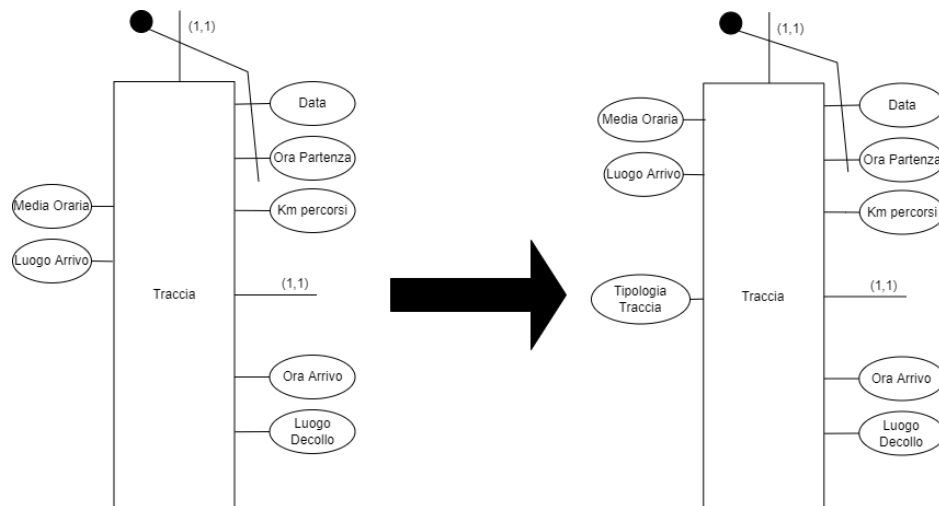 (1,1)
Data
Ora Partenza
Km percorsi
Media Oraria
Luogo Arrivo
Traccia
(1,1)
Ora Arrivo
Luogo
Decollo
(1,1)
Data
Media Oraria
Ora Partenza
Luogo Arrivo
Km percorsi
Tipologia
Traccia
Traccia
(1,1)
Ora Arrivo
Luogo
Decollo